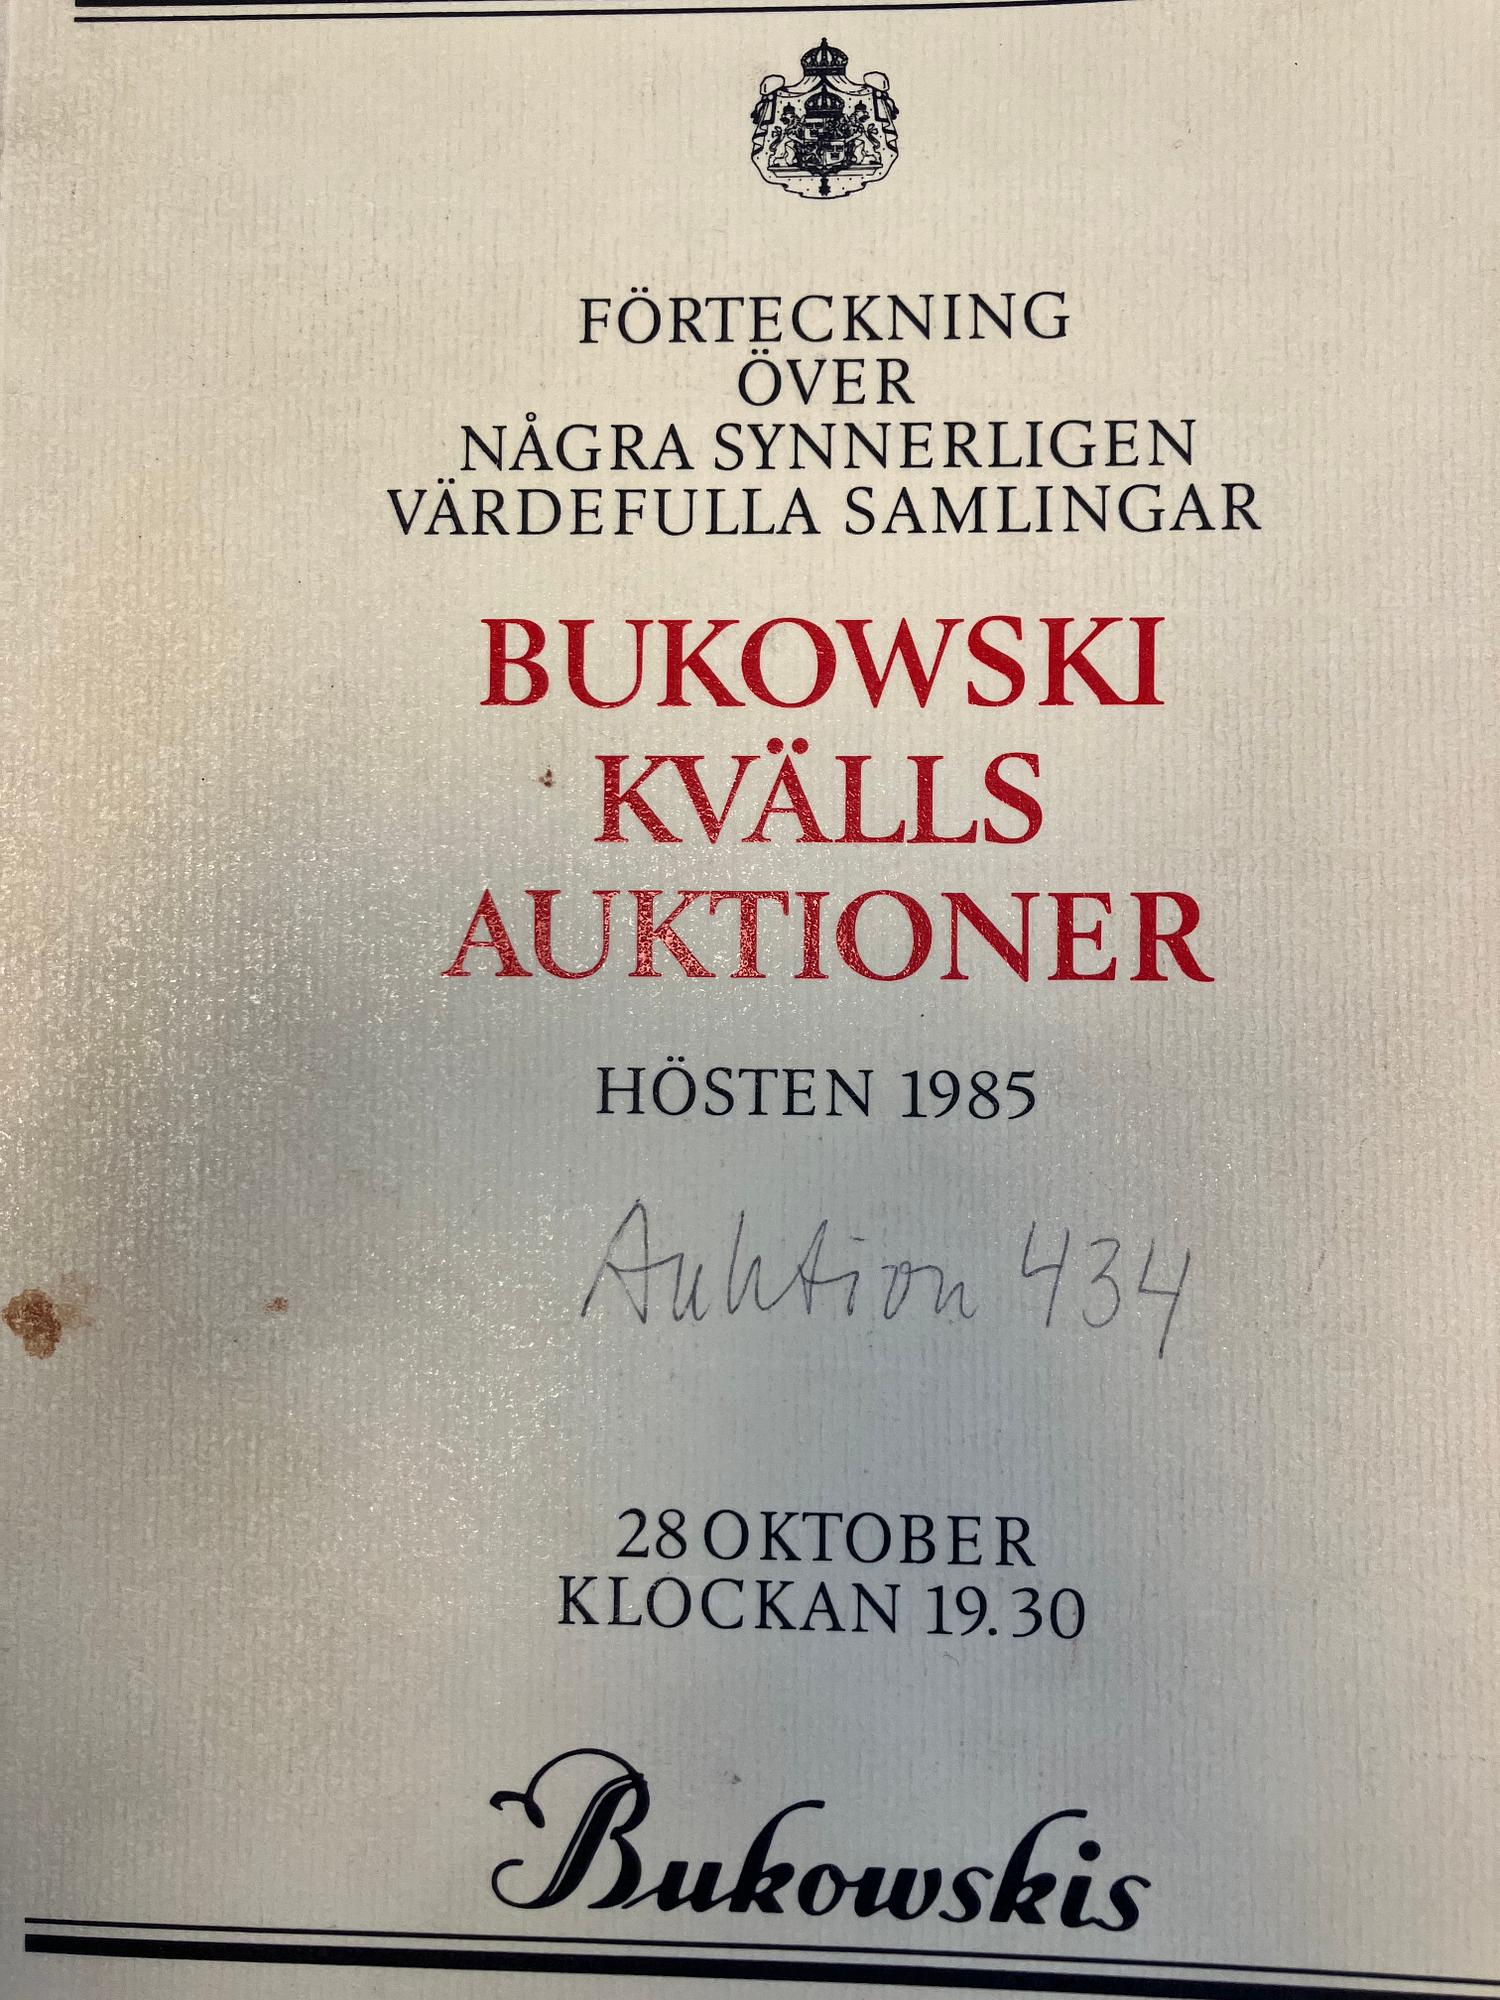 FÖRTECKNING
ÖVER
NÅGRA SYNNERLIGEN
VÄRDEFULLA SAMLINGAR
BUKOWSKI
KVÄLLS
AUKTIONER
HÖSTEN 1985
Auktion 434
28 OKTOBER
KLOCKAN 19.30
Bukowskis